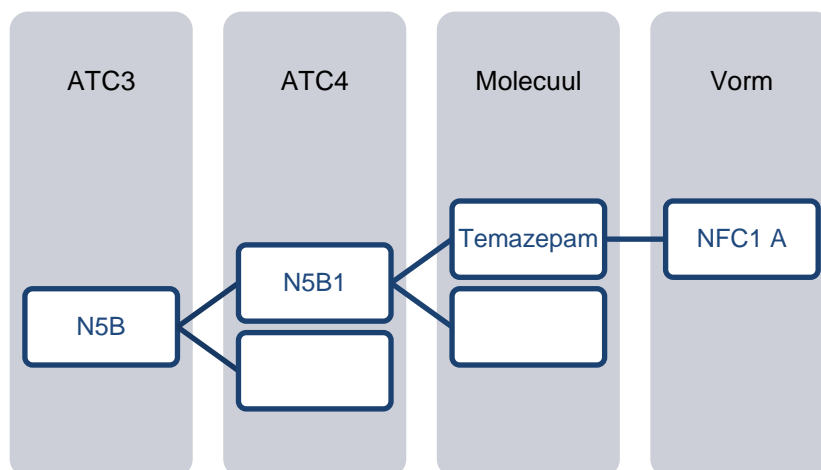 ATC3
ATC4
Molecuul
Vorm
Temazepam
NFC1 A
N5B1
N5B